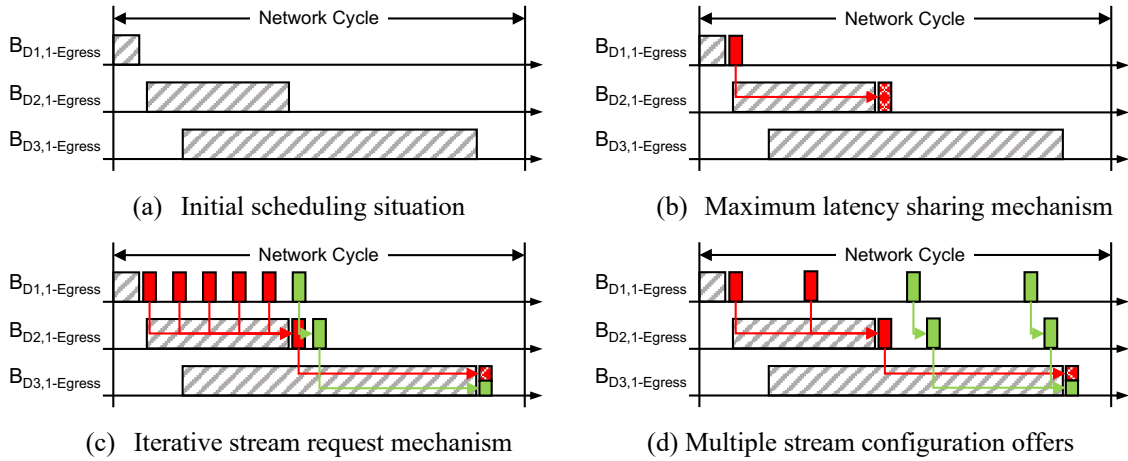 Network Cycle
B_D1,1-Egress
B_D2,1-Egress
B_D3,1-Egress
(a) Initial scheduling situation
Network Cycle
B_D1,1-Egress
B_D2,1-Egress
B_D3,1-Egress
(b) Maximum latency sharing mechanism
Network Cycle
B_D1,1-Egress
B_D2,1-Egress
B_D3,1-Egress
(c) Iterative stream request mechanism
Network Cycle
B_D1,1-Egress
B_D2,1-Egress
B_D3,1-Egress
(d) Multiple stream configuration offers